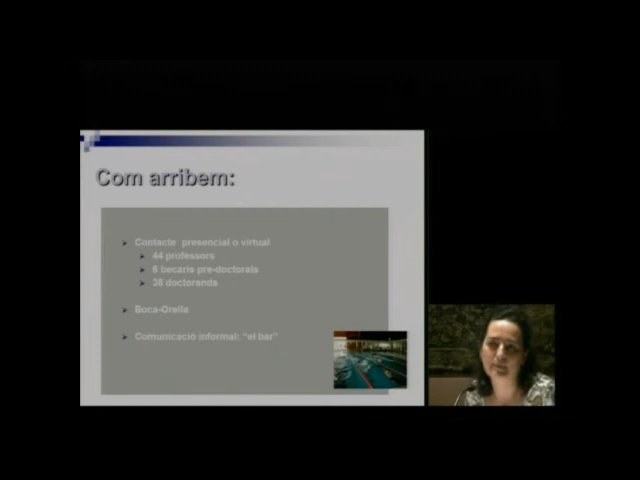 Com arribem:
Contacte presencial o virtual
44 professors
6 becaris pre-doctorals
38 doctorands
Boca-Orella
Comunicació informal: "el bar"